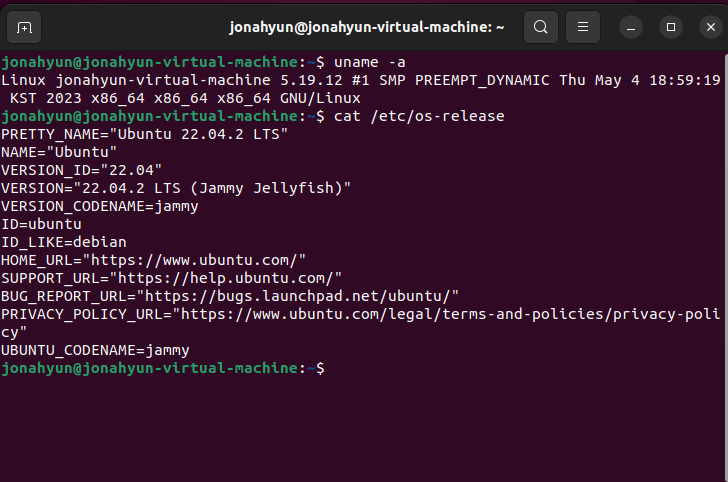 jonahyun@jonahyun-virtual-machine: ~
jonahyun@jonahyun-virtual-machine:~$ uname -a
Linux jonahyun-virtual-machine 5.19.12 #1 SMP PREEMPT_DYNAMIC Thu May 4 18:59:19
 KST 2023 x86_64 x86_64 x86_64 GNU/Linux
jonahyun@jonahyun-virtual-machine:~$ cat /etc/os-release
PRETTY_NAME="Ubuntu 22.04.2 LTS"
NAME="Ubuntu"
VERSION_ID="22.04"
VERSION="22.04.2 LTS (Jammy Jellyfish)"
VERSION_CODENAME=jammy
ID=ubuntu
ID_LIKE=debian
HOME_URL="https://www.ubuntu.com/"
SUPPORT_URL="https://help.ubuntu.com/"
BUG_REPORT_URL="https://bugs.launchpad.net/ubuntu/"
PRIVACY_POLICY_URL="https://www.ubuntu.com/legal/terms-and-policies/privacy-poli
cy"
UBUNTU_CODENAME=jammy
jonahyun@jonahyun-virtual-machine:~$